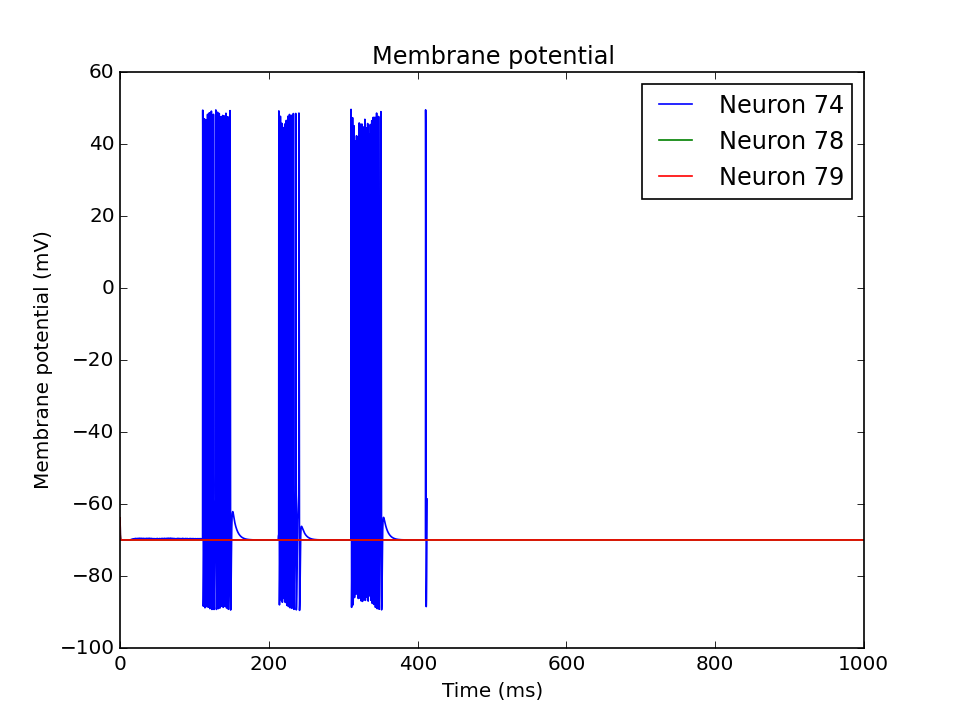 Membrane potential
60
40
20
0
−20
−40
−60
−80
−100
Membrane potential (mV)
Neuron 74
Neuron 78
Neuron 79
0 200 400 600 800 1000
Time (ms)